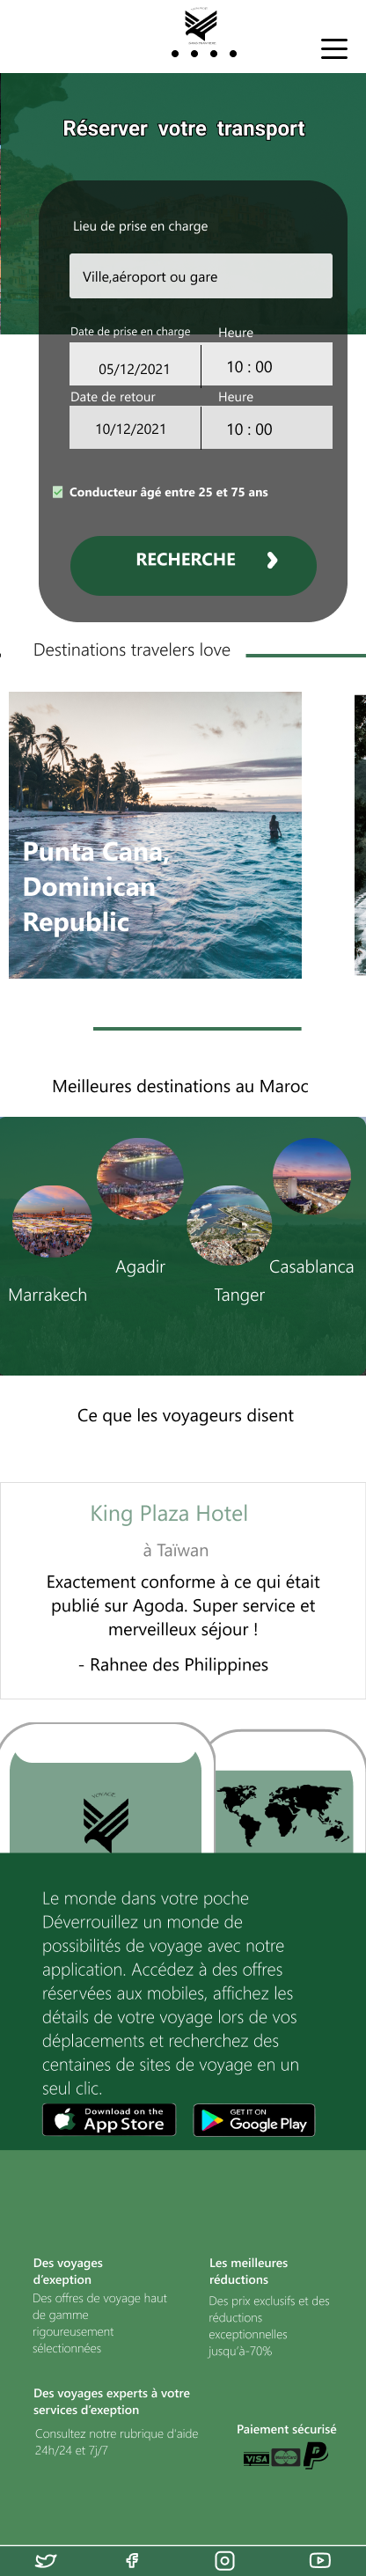 Réserver votre transport
Lieu de prise en charge
Ville,aéroport ou gare
Date de prise en charge Heure
05/12/2021 10 : 00
Date de retour Heure
10/12/2021 10 : 00
Conducteur âgé entre 25 et 75 ans
RECHERCHE
Destinations travelers love
Punta Cana,
Dominican
Republic
Meilleures destinations au Maroc
Agadir Casablanca
Marrakech Tanger
Ce que les voyageurs disent
King Plaza Hotel
à Taïwan
Exactement conforme à ce qui était
publié sur Agoda. Super service et
merveilleux séjour !
- Rahnee des Philippines
Le monde dans votre poche
Déverrouillez un monde de
possibilités de voyage avec notre
application. Accédez à des offres
réservées aux mobiles, affichez les
détails de votre voyage lors de vos
déplacements et recherchez des
centaines de sites de voyage en un
seul clic.
Download on the
App Store
GET IT ON
Google Play
Des voyages
d'exeption
Des offres de voyage haut
de gamme
rigoureusement
sélectionnées
Les meilleures
réductions
Des prix exclusifs et des
réductions
exceptionnelles
jusqu'à-70%
Des voyages experts à votre
services d'exeption
Consultez notre rubrique d'aide
24h/24 et 7j/7
Paiement sécurisé
VISA